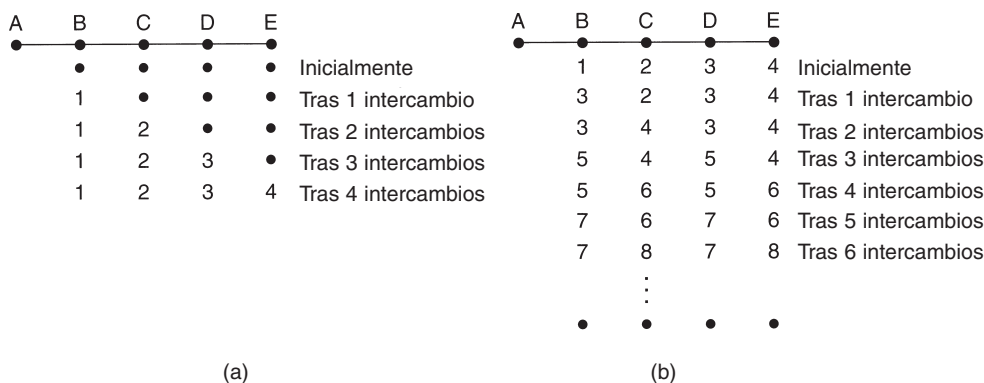 A B C D E
Inicialmente
1 Tras 1 intercambio
1 2 Tras 2 intercambios
1 2 3 Tras 3 intercambios
1 2 3 4 Tras 4 intercambios
(a)
A B C D E
1 2 3 4 Inicialmente
3 2 3 4 Tras 1 intercambio
3 4 3 4 Tras 2 intercambios
5 4 5 4 Tras 3 intercambios
5 6 5 6 Tras 4 intercambios
7 6 7 6 Tras 5 intercambios
7 8 7 8 Tras 6 intercambios
(b)